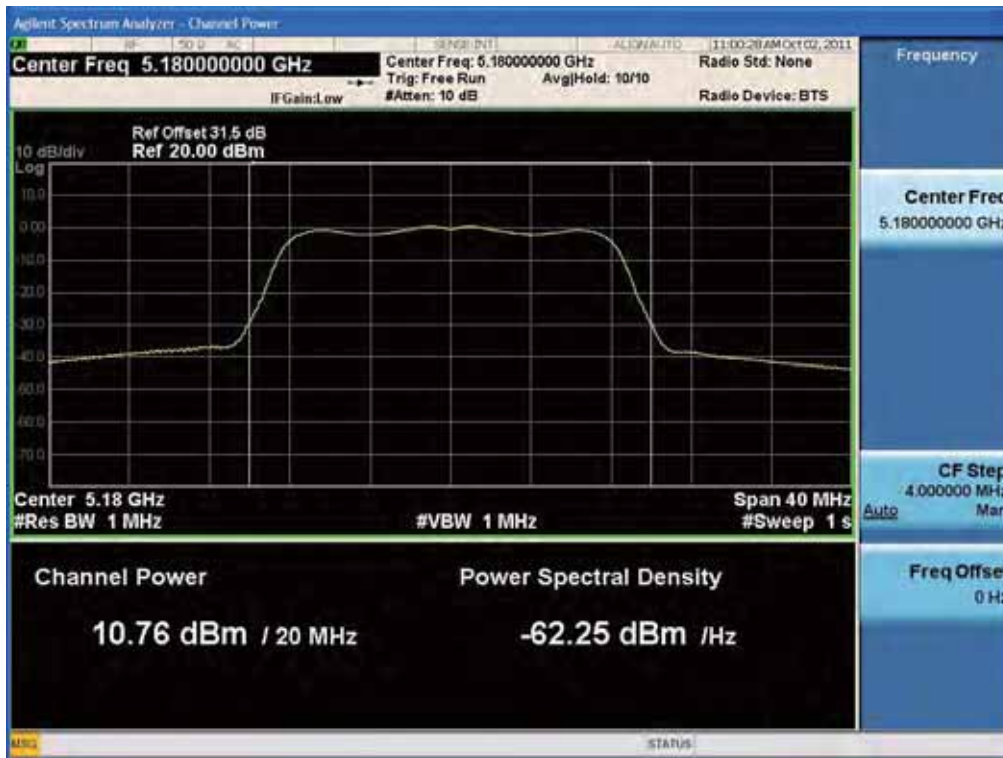 Agilent Spectrum Analyzer - Channel Power
RF 50 Ω AC SENSE:INT ALIGN AUTO 11:00:28 AM Oct 02, 2011
Center Freq 5.180000000 GHz
Center Freq: 5.180000000 GHz
Radio Std: None
Trig: Free Run Avg|Hold: 10/10
IFGain:Low #Atten: 10 dB
Radio Device: BTS
Frequency
Ref Offset 31.5 dB
10 dB/div Ref 20.00 dBm
Log
10.0
0.00
-10.0
-20.0
-30.0
-40.0
-50.0
-60.0
-70.0
Center 5.18 GHz Span 40 MHz
#Res BW 1 MHz #VBW 1 MHz #Sweep 1 s
Channel Power
Power Spectral Density
10.76 dBm / 20 MHz
-62.25 dBm /Hz
Center Freq
5.180000000 GHz
CF Step
4.000000 MHz
Auto Man
Freq Offset
0 Hz
MSG STATUS